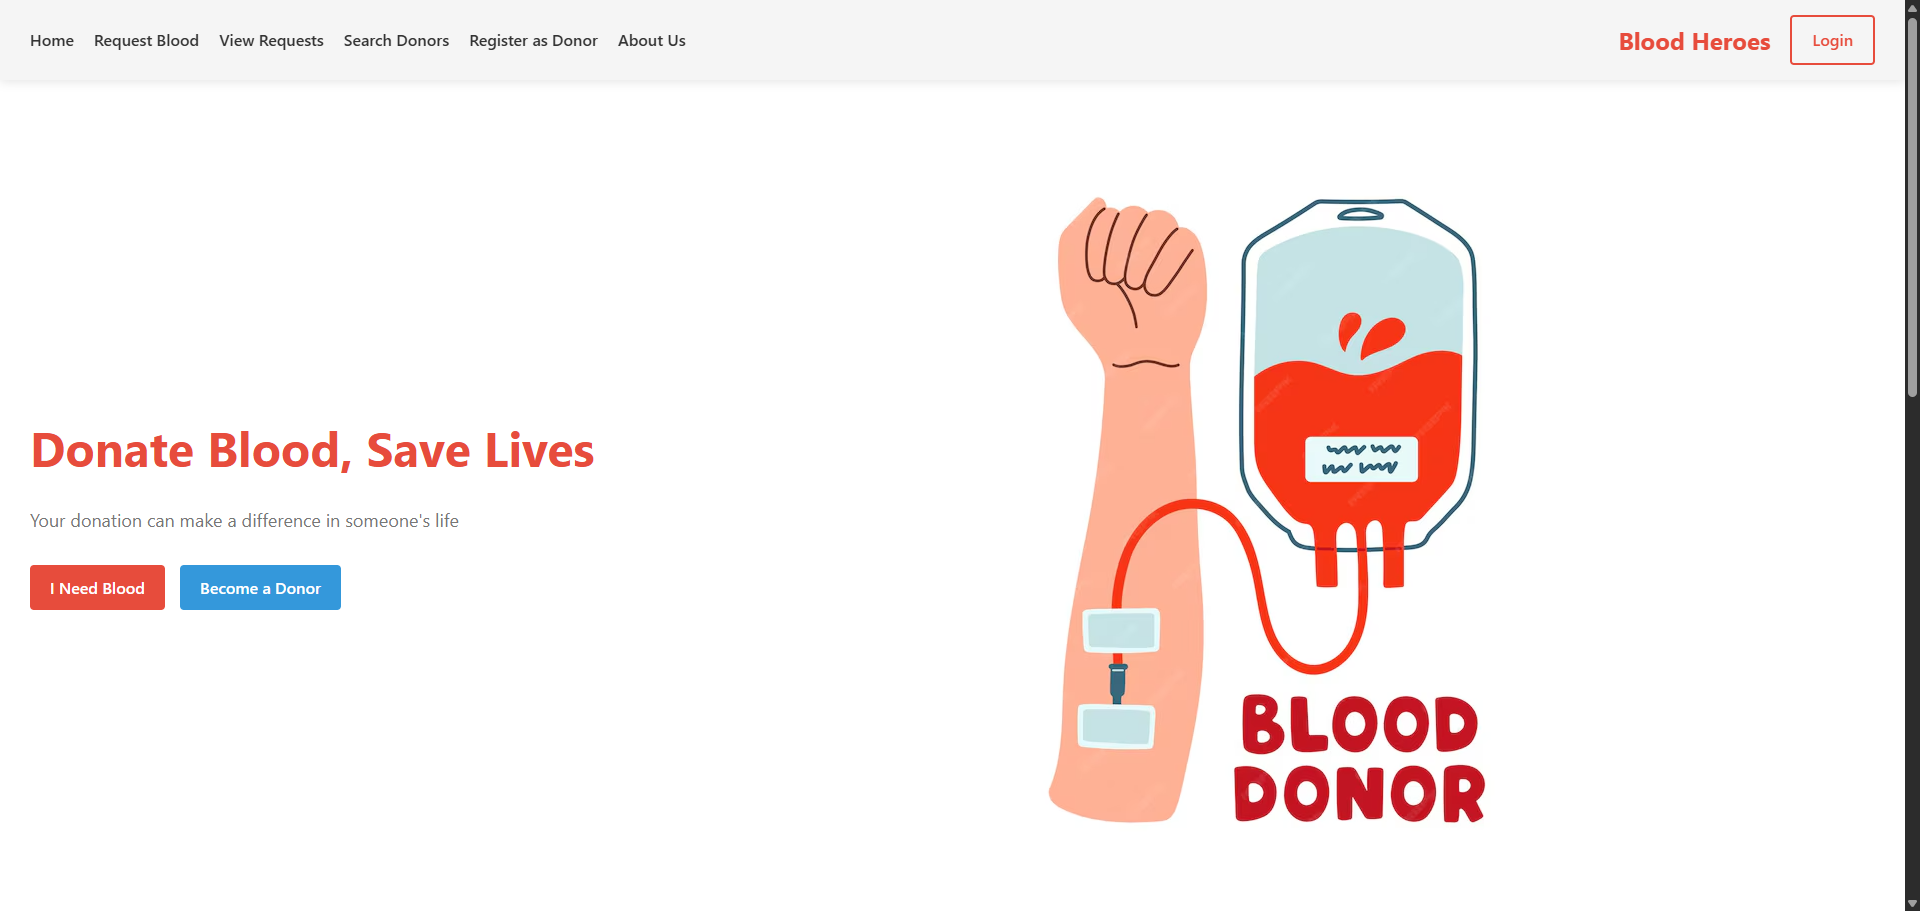 Home Request Blood View Requests Search Donors Register as Donor About Us Blood Heroes Login
Donate Blood, Save Lives
Your donation can make a difference in someone's life
I Need Blood Become a Donor
BLOOD
DONOR